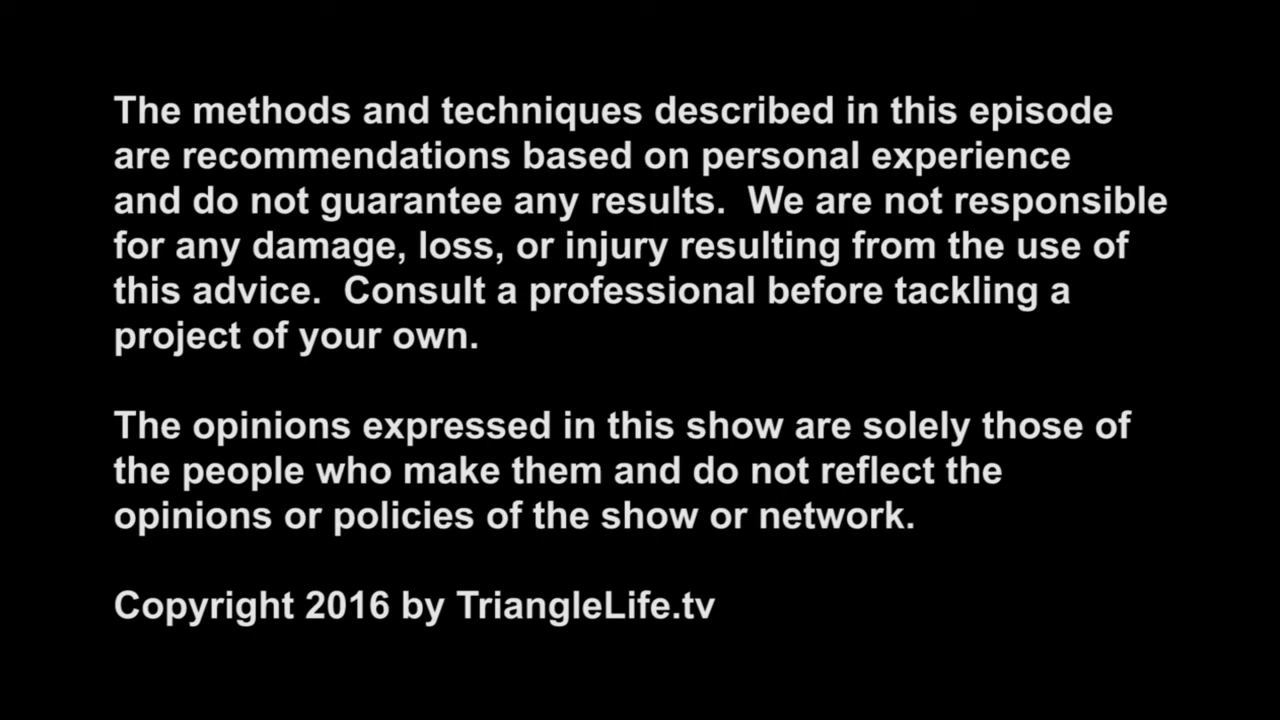 The methods and techniques described in this episode
are recommendations based on personal experience
and do not guarantee any results.  We are not responsible
for any damage, loss, or injury resulting from the use of
this advice.  Consult a professional before tackling a
project of your own.
The opinions expressed in this show are solely those of
the people who make them and do not reflect the
opinions or policies of the show or network.
Copyright 2016 by TriangleLife.tv